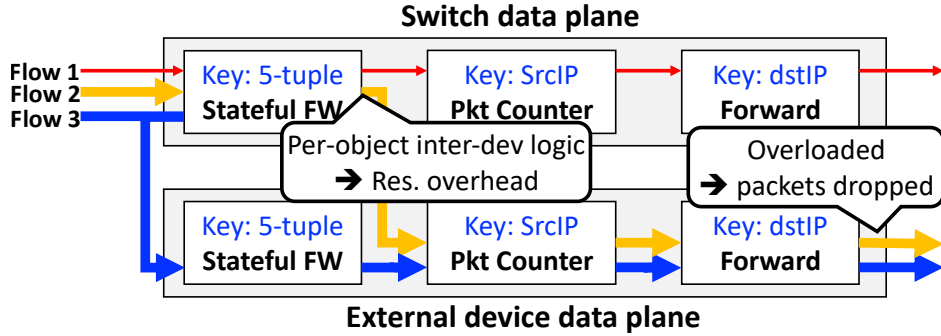 Switch data plane
Flow 1
Flow 2
Flow 3
Key: 5-tuple
Stateful FW
Key: SrcIP
Pkt Counter
Key: dstIP
Forward
Per-object inter-dev logic
➔ Res. overhead
Overloaded
➔ packets dropped
Key: 5-tuple
Stateful FW
Key: SrcIP
Pkt Counter
Key: dstIP
Forward
External device data plane